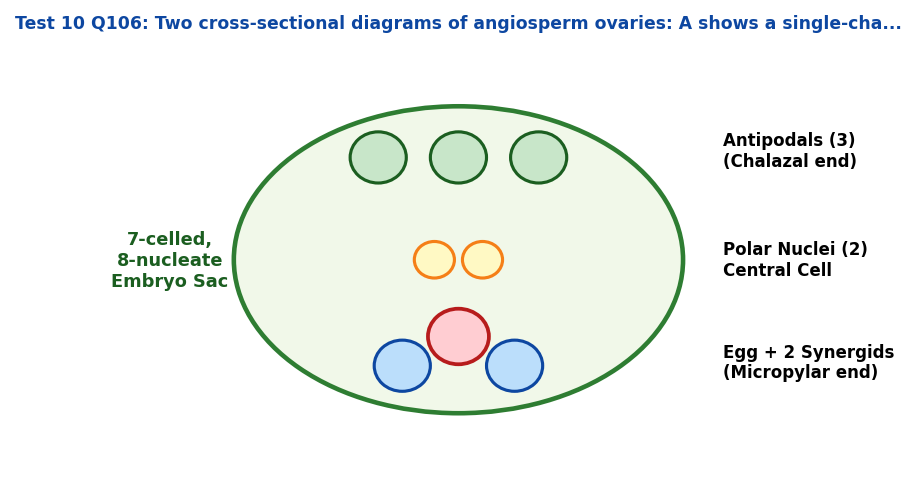 Test 10 Q106: Two cross-sectional diagrams of angiosperm ovaries: A shows a single-cha...
Antipodals (3)
(Chalazal end)
7-celled,
8-nucleate
Embryo Sac
Polar Nuclei (2)
Central Cell
Egg + 2 Synergids
(Micropylar end)